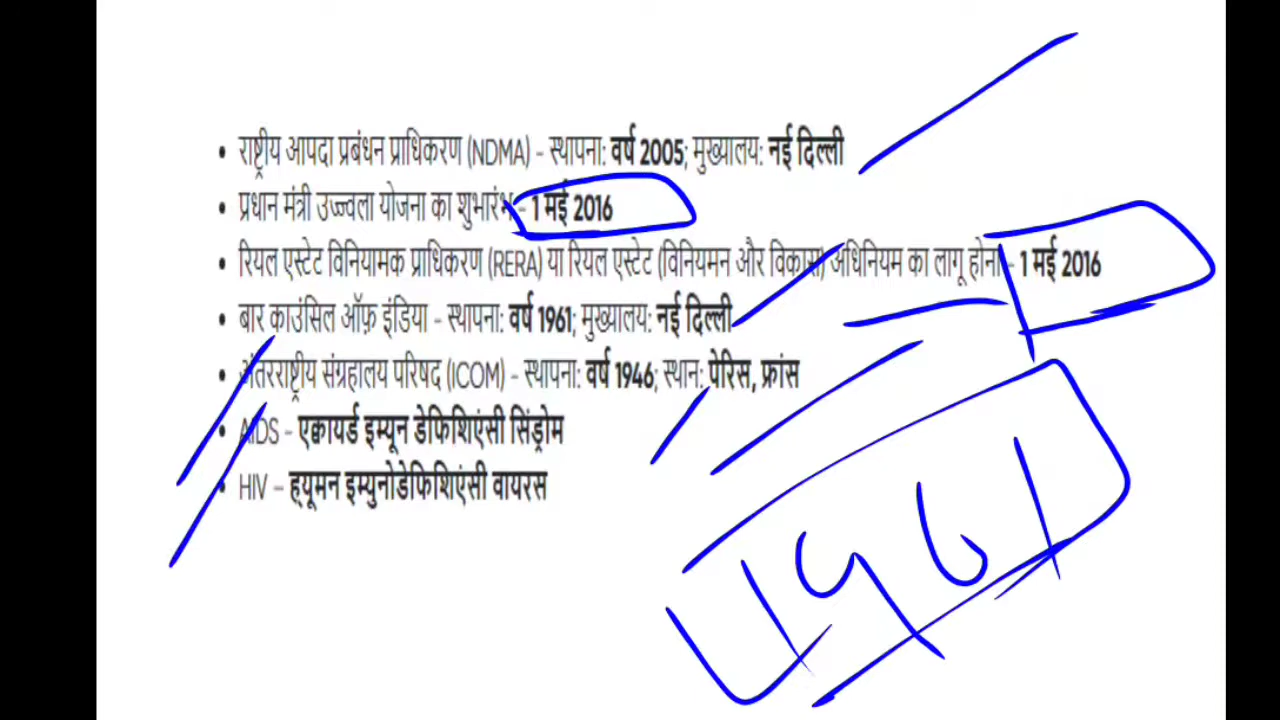 • राष्ट्रीय आपदा प्रबंधन प्राधिकरण (NDMA) - स्थापना: वर्ष 2005; मुख्यालय: नई दिल्ली
• प्रधान मंत्री उज्ज्वला योजना का शुभारंभ - 1 मई 2016
• रियल एस्टेट विनियामक प्राधिकरण (RERA) या रियल एस्टेट (विनियमन और विकास) अधिनियम का लागू होना - 1 मई 2016
• बार काउंसिल ऑफ़ इंडिया - स्थापना: वर्ष 1961; मुख्यालय: नई दिल्ली
• अंतरराष्ट्रीय संग्रहालय परिषद (ICOM) - स्थापना: वर्ष 1946; स्थान: पेरिस, फ्रांस
• AIDS - एक्वायर्ड इम्यून डेफिशिएंसी सिंड्रोम
• HIV – ह्यूमन इम्युनोडेफिशिएंसी वायरस
1961